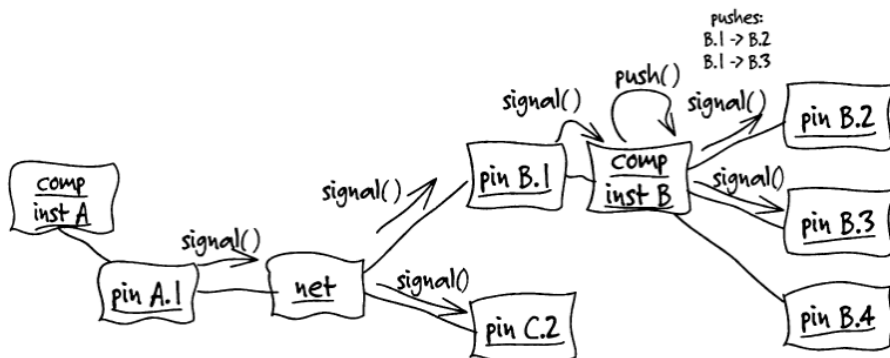 pushes:
B.1 -> B.2
B.1 -> B.3
push()
signal()
signal()
pin B.2
comp
inst B
pin B.1
signal()
signal()
comp
inst A
pin B.3
signal()
signal()
pin A.1
net
pin C.2
pin B.4